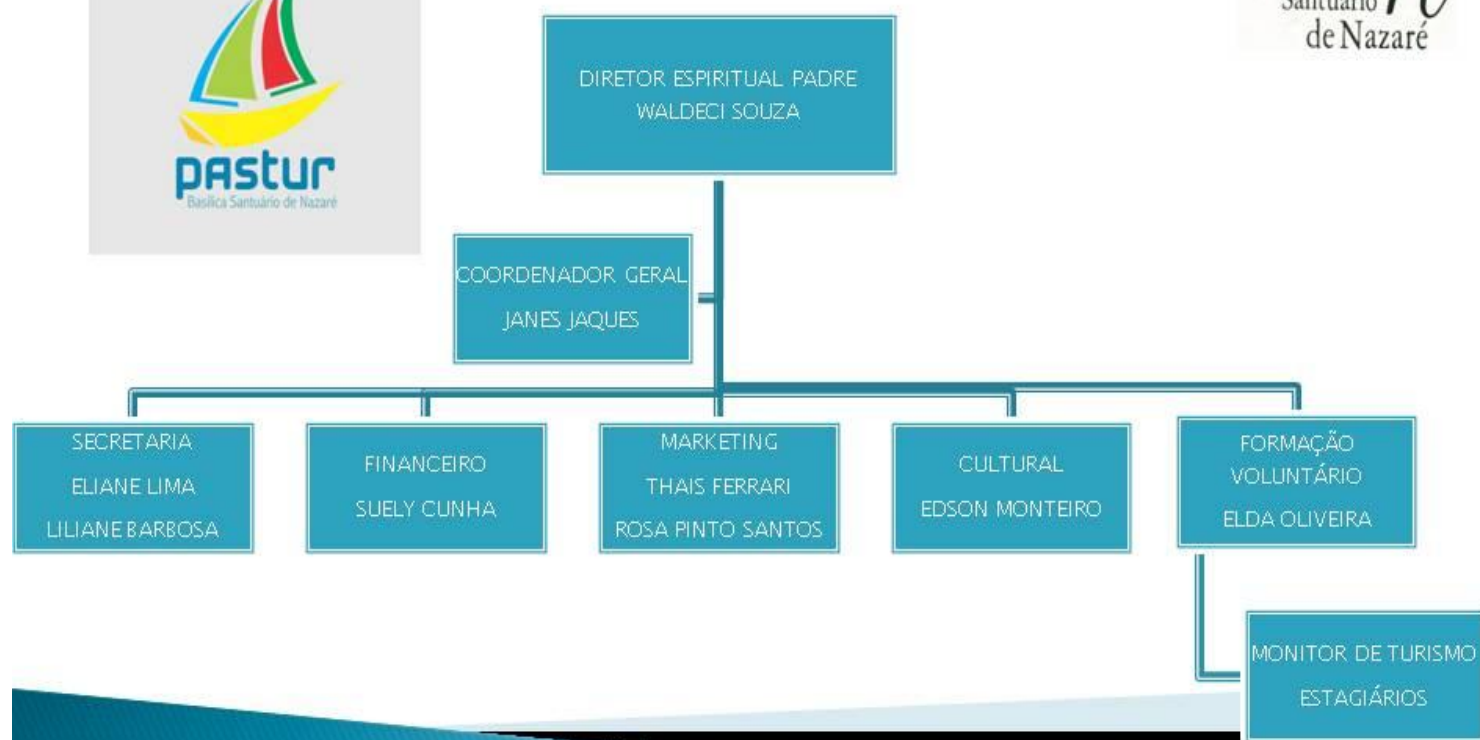 Santuário
de Nazaré
pastur
Basílica Santuário de Nazaré
DIRETOR ESPIRITUAL PADRE
WALDECI SOUZA
COORDENADOR GERAL
JANES JAQUES
SECRETARIA
ELIANE LIMA
LILIANE BARBOSA
FINANCEIRO
SUELY CUNHA
MARKETING
THAIS FERRARI
ROSA PINTO SANTOS
CULTURAL
EDSON MONTEIRO
FORMAÇÃO
VOLUNTÁRIO
ELDA OLIVEIRA
MONITOR DE TURISMO
ESTAGIÁRIOS